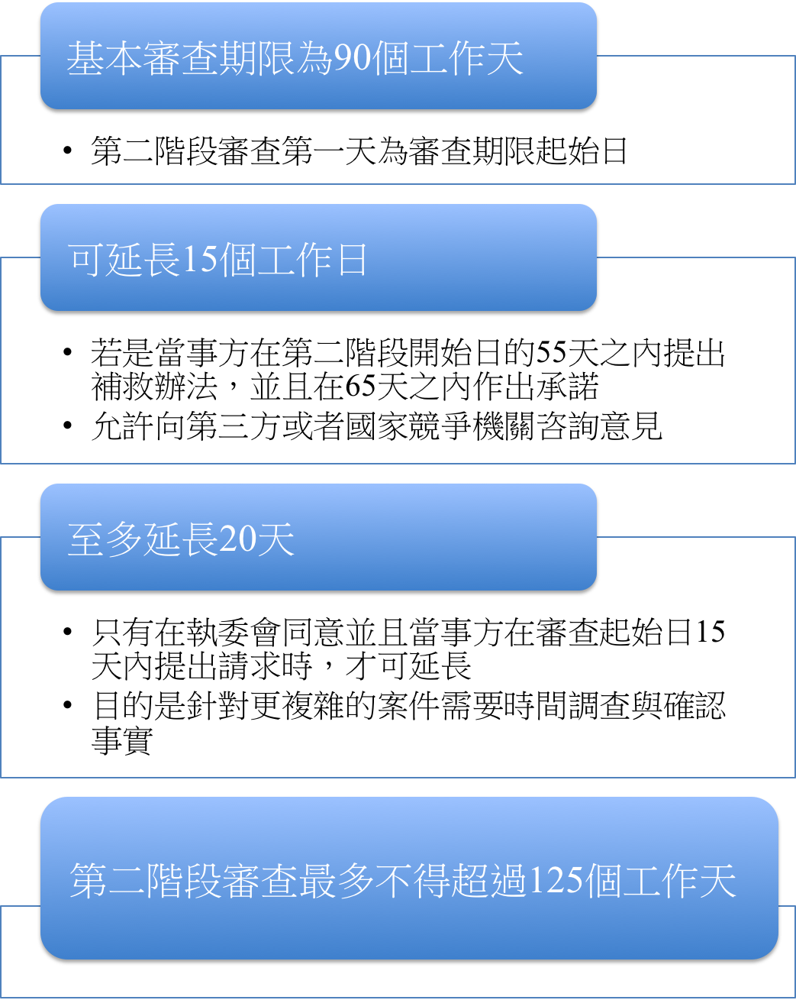 基本審查期限為90個工作天
• 第二階段審查第一天為審查期限起始日
可延長15個工作日
• 若是當事方在第二階段開始日的55天之內提出
補救辦法，並且在65天之內作出承諾
• 允許向第三方或者國家競爭機關咨詢意見
至多延長20天
• 只有在執委會同意並且當事方在審查起始日15
天內提出請求時，才可延長
• 目的是針對更複雜的案件需要時間調查與確認
事實
第二階段審查最多不得超過125個工作天